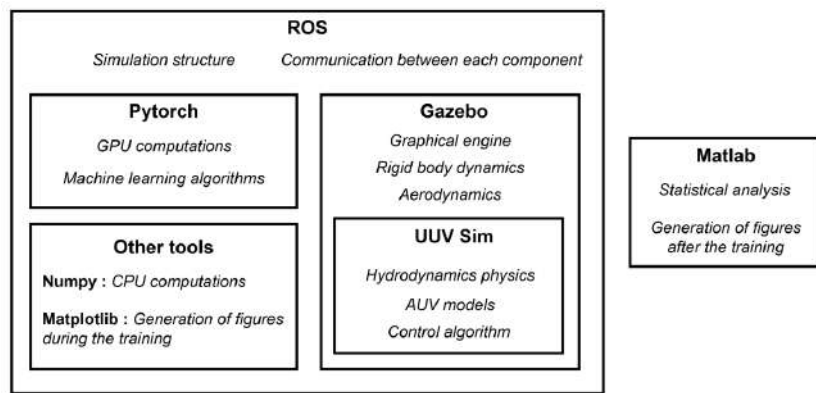 ROS
Simulation structure
Communication between each component
Pytorch
GPU computations
Machine learning algorithms
Other tools
Numpy : CPU computations
Matplotlib : Generation of figures
during the training
Gazebo
Graphical engine
Rigid body dynamics
Aerodynamics
UUV Sim
Hydrodynamics physics
AUV models
Control algorithm
Matlab
Statistical analysis
Generation of figures
after the training